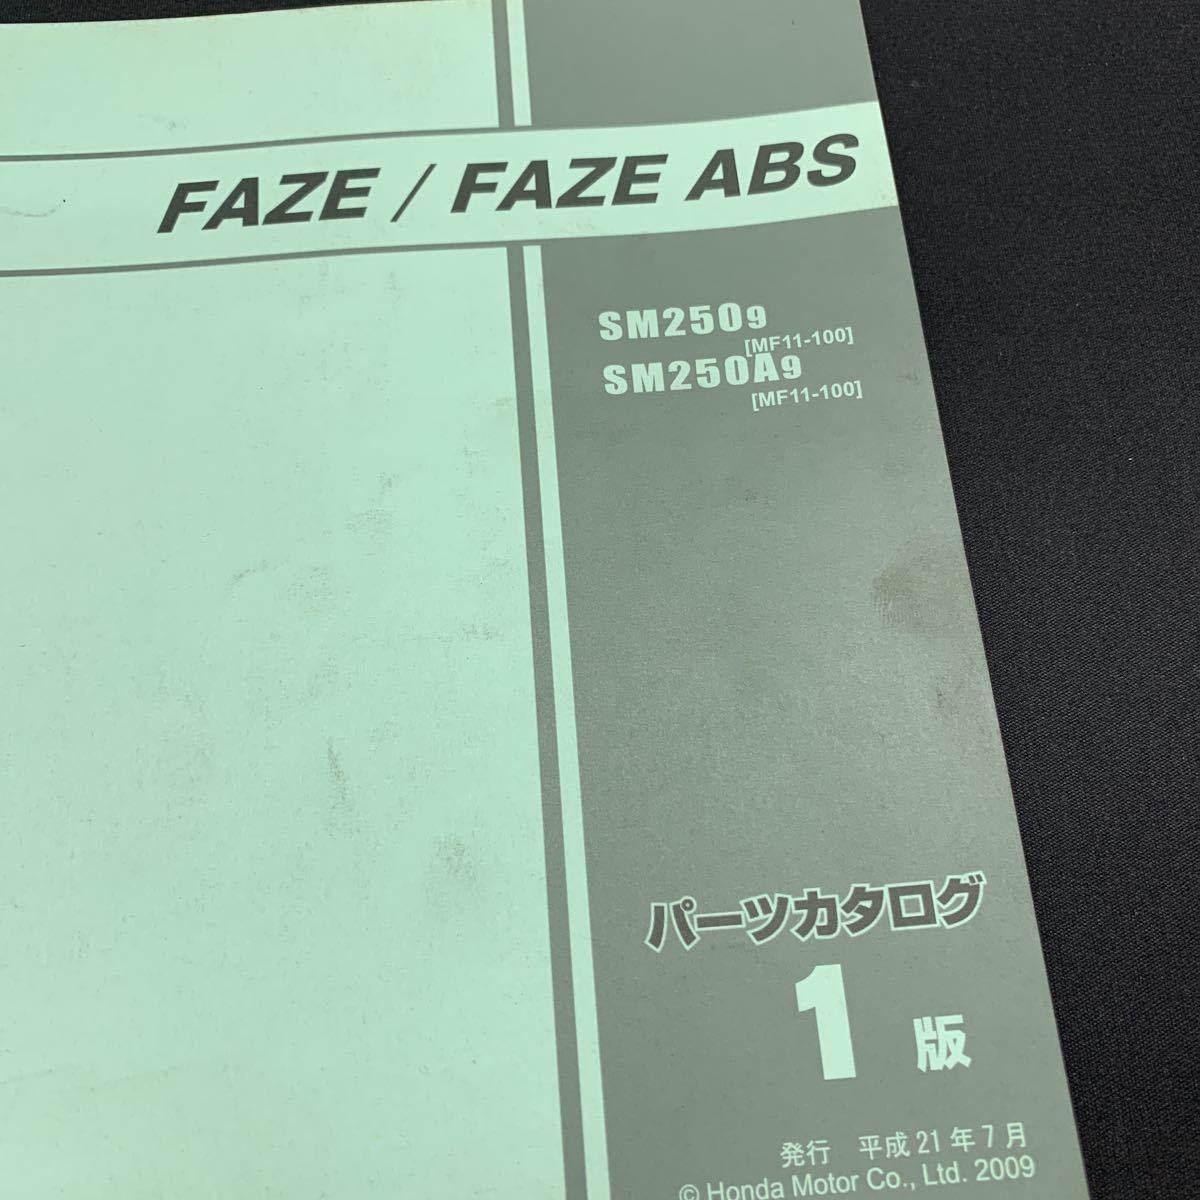 FAZE / FAZE ABS
SM2509
[MF11-100]
SM250A9
[MF11-100]
パーツカタログ
1 版
発行 平成21年7月
© Honda Motor Co., Ltd. 2009